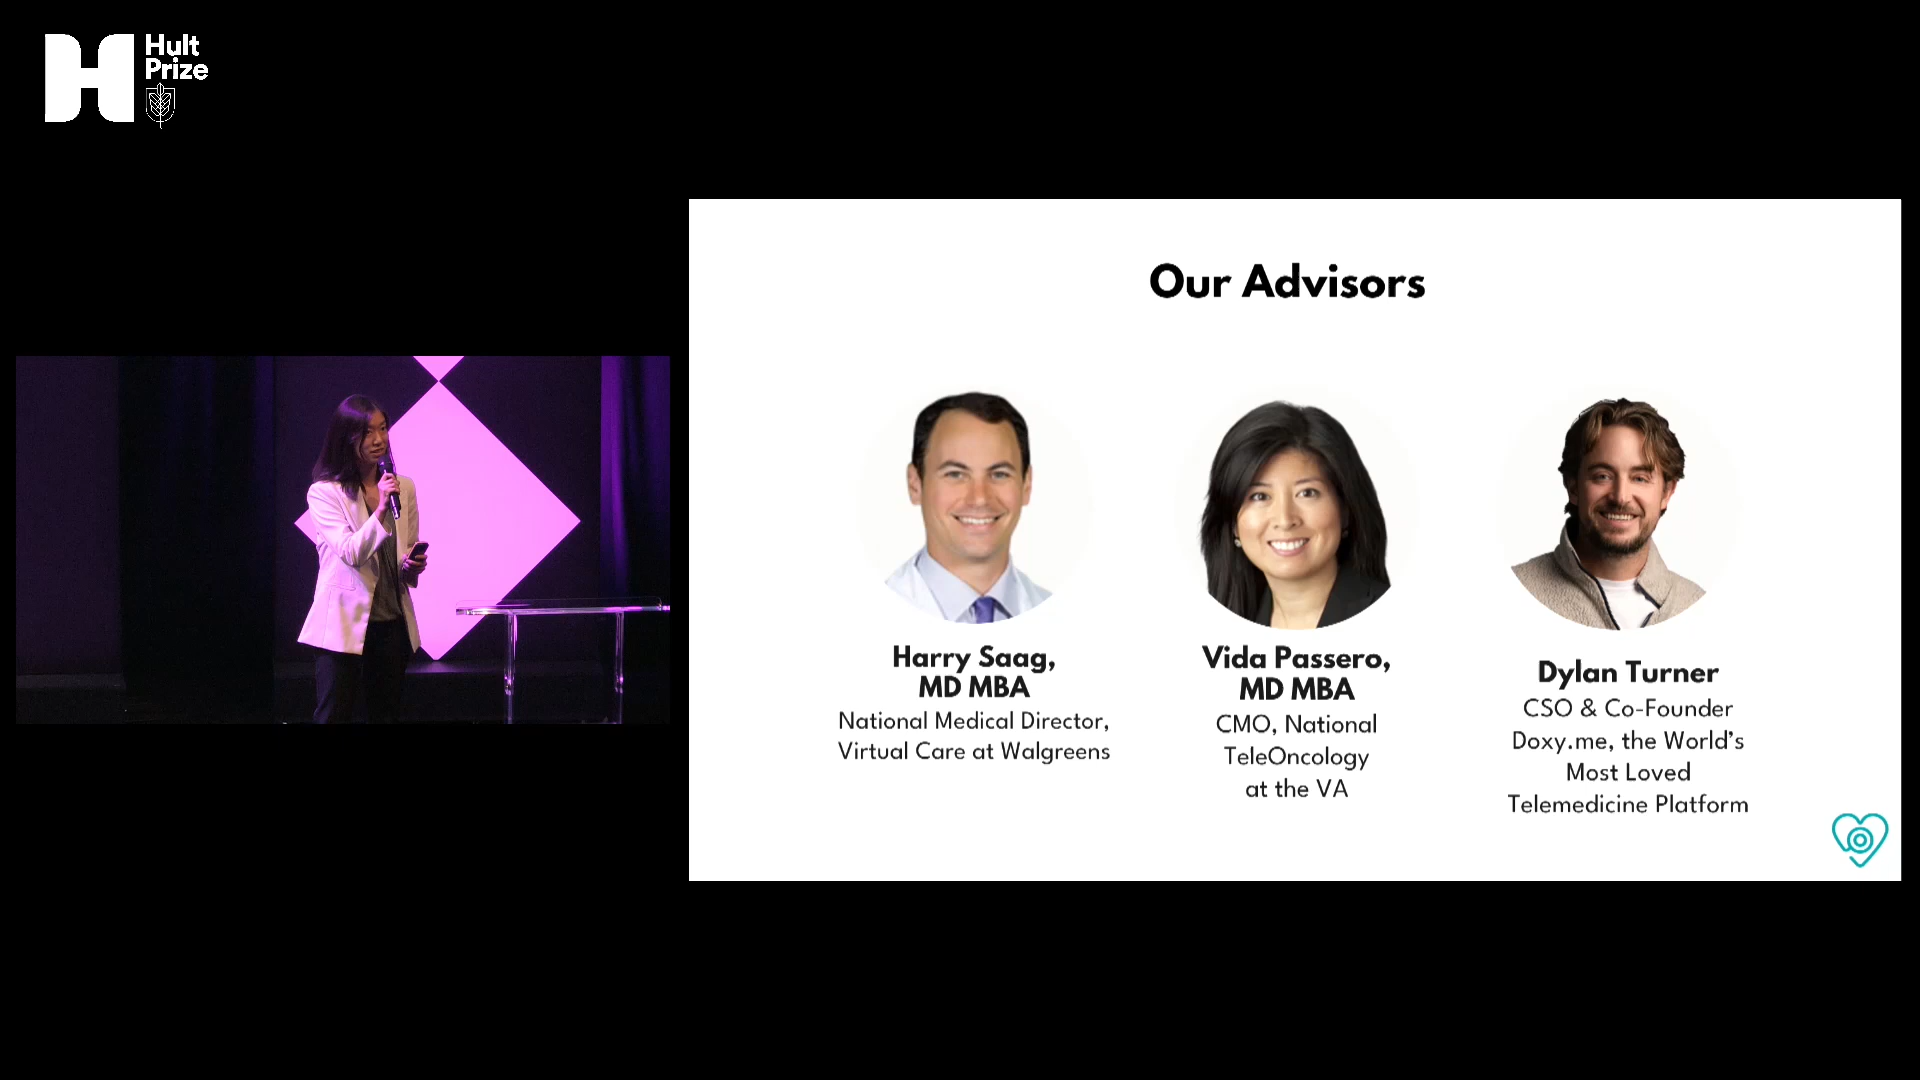 Hult
Prize
Our Advisors
Harry Saag,
MD MBA
National Medical Director,
Virtual Care at Walgreens
Vida Passero,
MD MBA
CMO, National
TeleOncology
at the VA
Dylan Turner
CSO & Co-Founder
Doxy.me, the World's
Most Loved
Telemedicine Platform